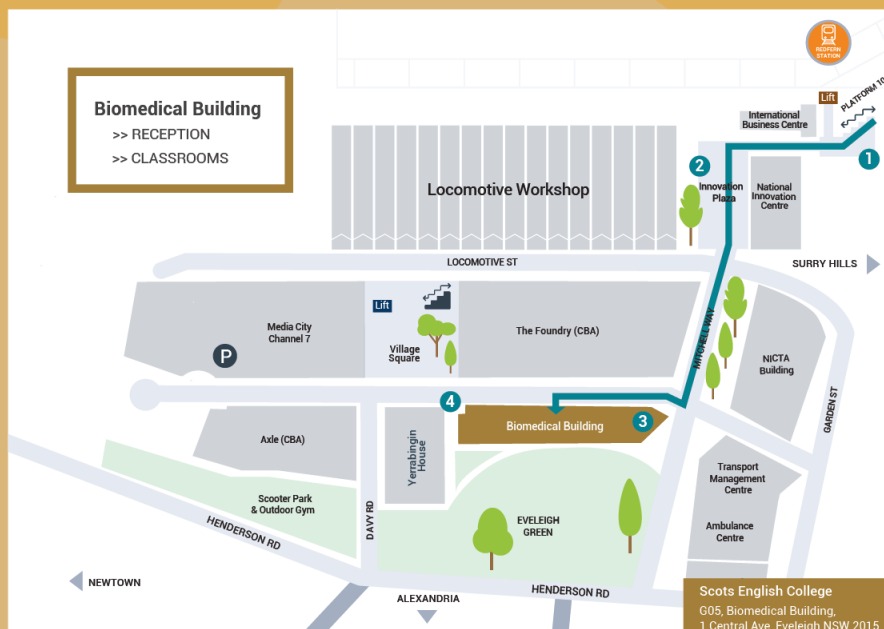 REDFERN
STATION
Biomedical Building
>> RECEPTION
>> CLASSROOMS
Lift
PLATFORM 10
International
Business Centre
1
2
Locomotive Workshop
Innovation
Plaza
National
Innovation
Centre
LOCOMOTIVE ST
SURRY HILLS
Lift
Media City
Channel 7
P
Village
Square
The Foundry (CBA)
MITCHELL WAY
NICTA
Building
GARDEN ST
4
3
Biomedical Building
Axle (CBA)
Yerrabingin
House
DAVY RD
Transport
Management
Centre
Ambulance
Centre
Scooter Park
& Outdoor Gym
HENDERSON RD
EVELEIGH
GREEN
NEWTOWN
ALEXANDRIA
HENDERSON RD
Scots English College
G05, Biomedical Building,
1 Central Ave, Eveleigh NSW 2015